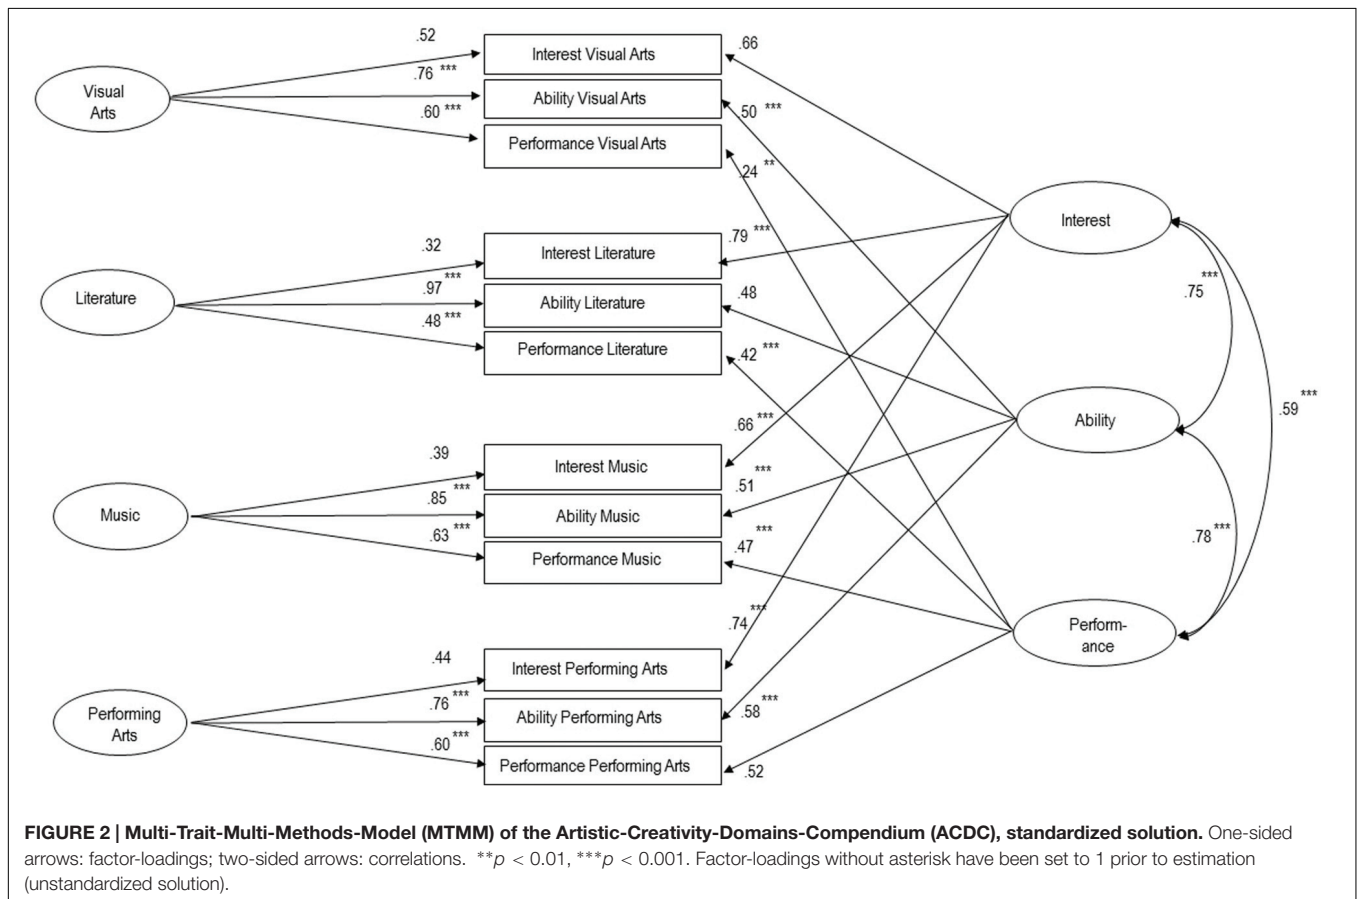 .52
.66
Interest Visual Arts
.76 ***
Visual
Arts
Ability Visual Arts
.50 ***
.60 ***
Performance Visual Arts
.24 **
Interest
.32
.79 ***
Interest Literature
.97 ***
.75 ***
Literature
Ability Literature
.48
.48 ***
Performance Literature
.42 ***
.59 ***
Ability
.66 ***
.39
Interest Music
.51 ***
.85 ***
Music
Ability Music
.63 ***
.78 ***
.47 ***
Performance Music
.74 ***
Perform-
ance
.44
Interest Performing Arts
.76 ***
.58 ***
Performing
Arts
Ability Performing Arts
.60 ***
Performance Performing Arts
.52
FIGURE 2 | Multi-Trait-Multi-Methods-Model (MTMM) of the Artistic-Creativity-Domains-Compendium (ACDC), standardized solution. One-sided
arrows: factor-loadings; two-sided arrows: correlations. **p < 0.01, ***p < 0.001. Factor-loadings without asterisk have been set to 1 prior to estimation
(unstandardized solution).